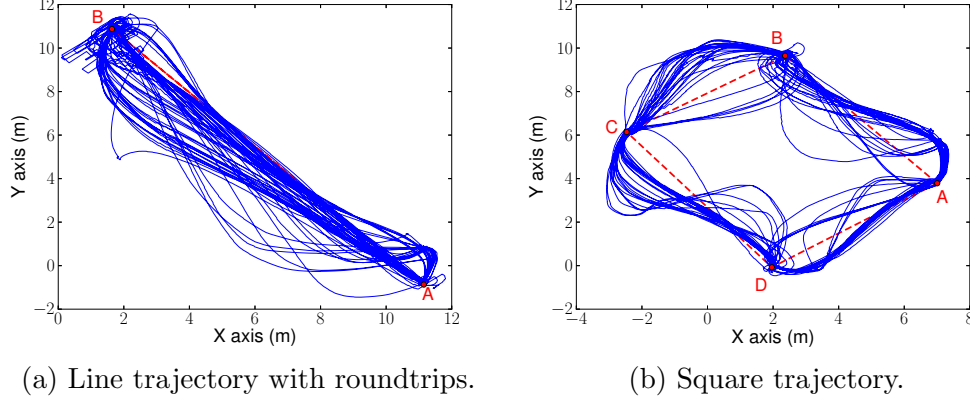 12
10
8
6
4
2
0
−2
0 2 4 6 8 10 12
X axis (m)
Y axis (m)
B
A
12
10
8
6
4
2
0
−2
−4 −2 0 2 4 6 8
X axis (m)
Y axis (m)
B
C
A
D
(a) Line trajectory with roundtrips.
(b) Square trajectory.